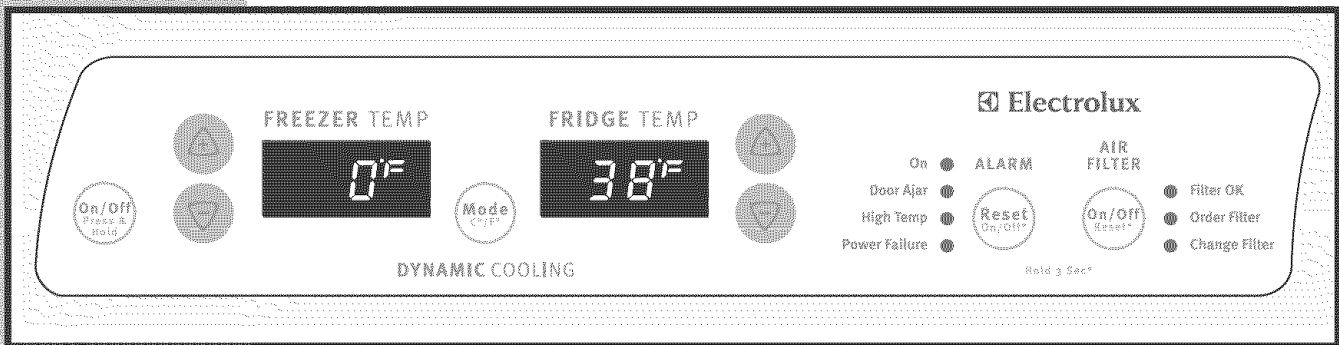 Electrolux
FREEZER TEMP
FRIDGE TEMP
0°F
38°F
On/Off
Press &
Hold
Mode
C°/F°
DYNAMIC COOLING
On
Door Ajar
High Temp
Power Failure
ALARM
Reset
On/Off*
AIR
FILTER
On/Off
Reset*
Filter OK
Order Filter
Change Filter
Hold 3 Sec*